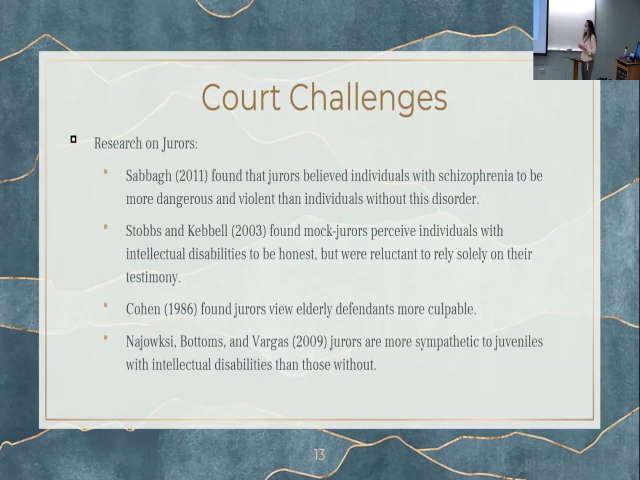 Court Challenges
Research on Jurors:
Sabbagh (2011) found that jurors believed individuals with schizophrenia to be
more dangerous and violent than individuals without this disorder.
Stobbs and Kebbell (2003) found mock-jurors perceive individuals with
intellectual disabilities to be honest, but were reluctant to rely solely on their
testimony.
Cohen (1986) found jurors view elderly defendants more culpable.
Najowksi, Bottoms, and Vargas (2009) jurors are more sympathetic to juveniles
with intellectual disabilities than those without.
13